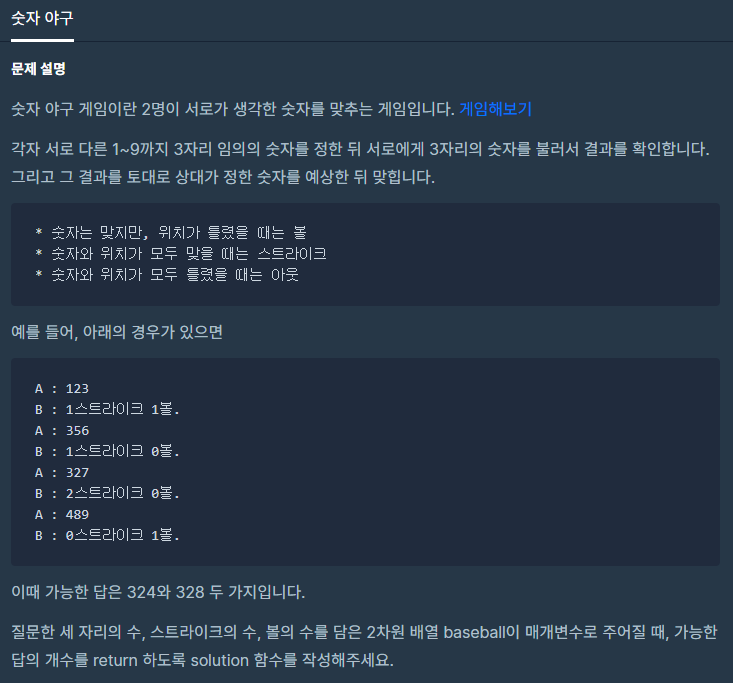 숫자 야구
문제 설명
숫자 야구 게임이란 2명이 서로가 생각한 숫자를 맞추는 게임입니다. 게임해보기
각자 서로 다른 1~9까지 3자리 임의의 숫자를 정한 뒤 서로에게 3자리의 숫자를 불러서 결과를 확인합니다.
그리고 그 결과를 토대로 상대가 정한 숫자를 예상한 뒤 맞힙니다.
* 숫자는 맞지만, 위치가 틀렸을 때는 볼
* 숫자와 위치가 모두 맞을 때는 스트라이크
* 숫자와 위치가 모두 틀렸을 때는 아웃
예를 들어, 아래의 경우가 있으면
A : 123
B : 1스트라이크 1볼.
A : 356
B : 1스트라이크 0볼.
A : 327
B : 2스트라이크 0볼.
A : 489
B : 0스트라이크 1볼.
이때 가능한 답은 324와 328 두 가지입니다.
질문한 세 자리의 수, 스트라이크의 수, 볼의 수를 담은 2차원 배열 baseball이 매개변수로 주어질 때, 가능한
답의 개수를 return 하도록 solution 함수를 작성해주세요.